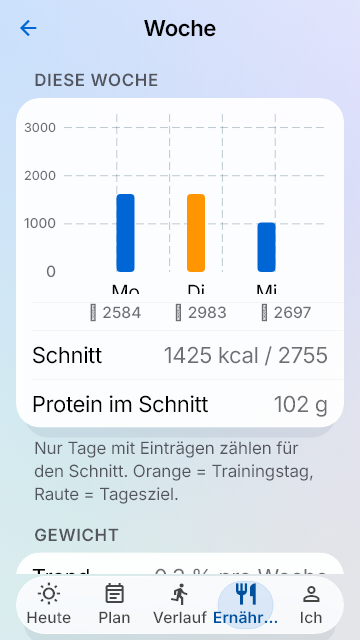 Woche
DIESE WOCHE
3000
2000
1000
0
Mo Di Mi
2584 2983 2697
Schnitt 1425 kcal / 2755
Protein im Schnitt 102 g
Nur Tage mit Einträgen zählen für
den Schnitt. Orange = Trainingstag,
Raute = Tagesziel.
GEWICHT
Trend
Heute Plan Verlauf Ernähr... Ich